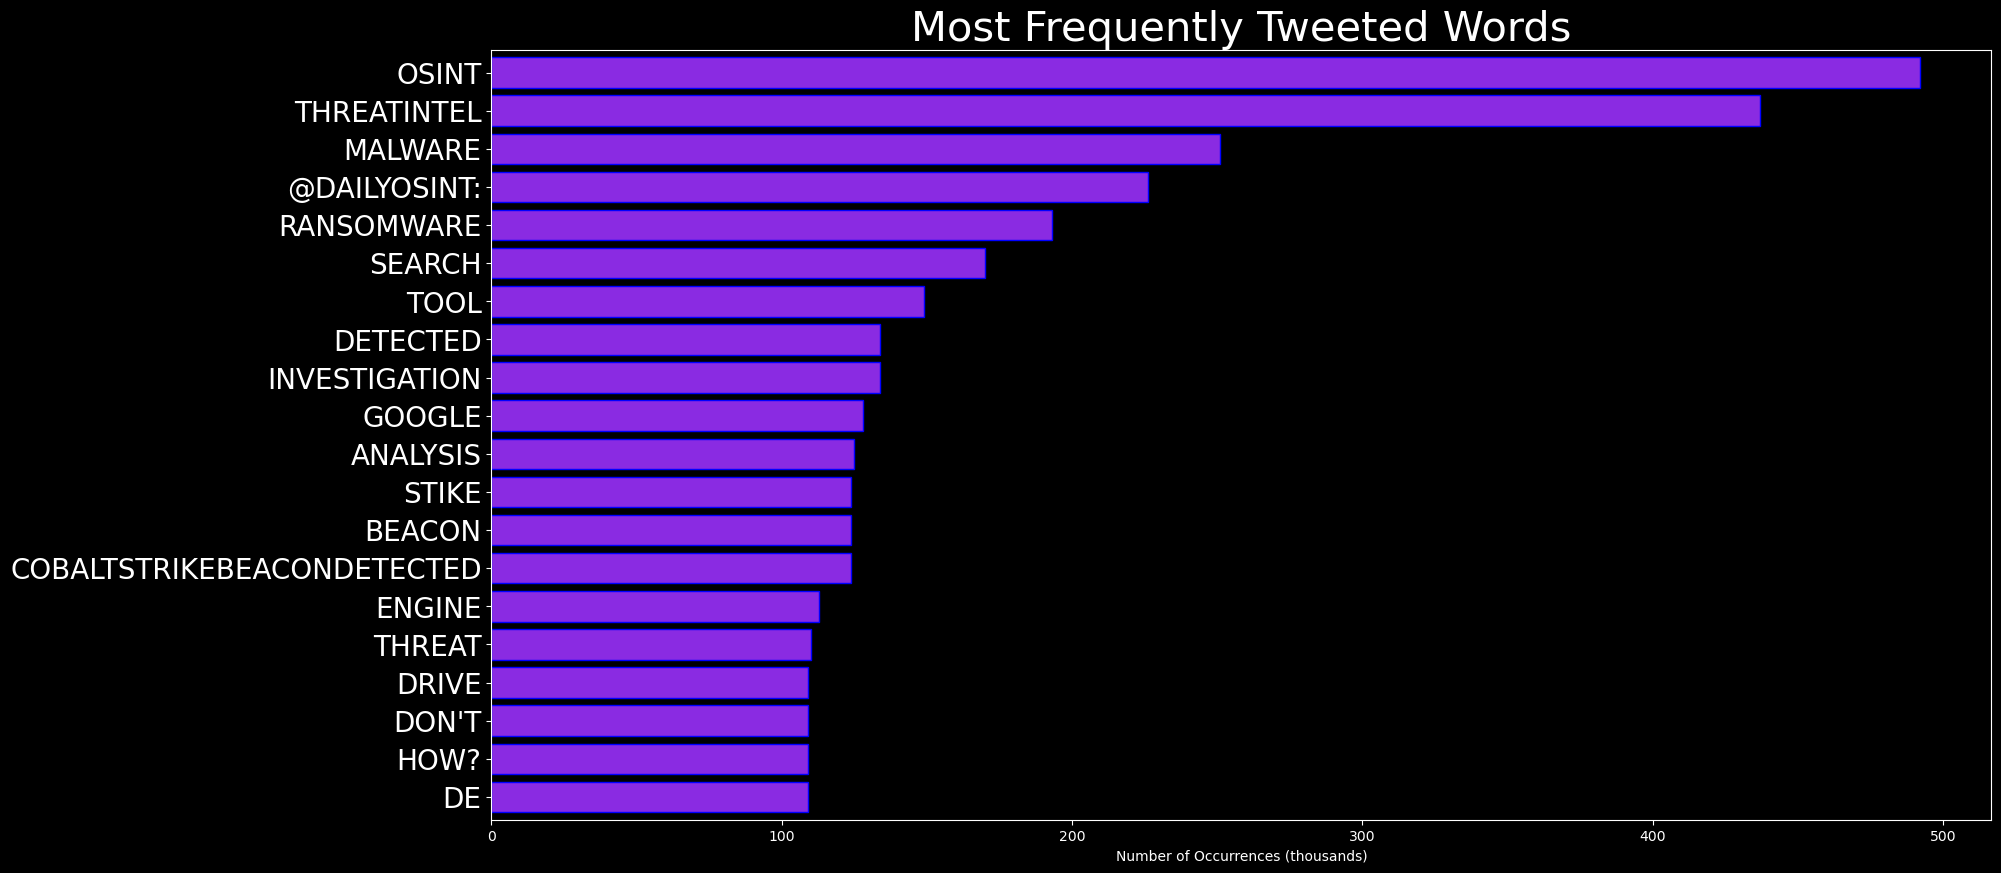 Most Frequently Tweeted Words
OSINT
THREATINTEL
MALWARE
@DAILYOSINT:
RANSOMWARE
SEARCH
TOOL
DETECTED
INVESTIGATION
GOOGLE
ANALYSIS
STIKE
BEACON
COBALTSTRIKEBEACONDETECTED
ENGINE
THREAT
DRIVE
DON'T
HOW?
DE
0 100 200 300 400 500
Number of Occurrences (thousands)